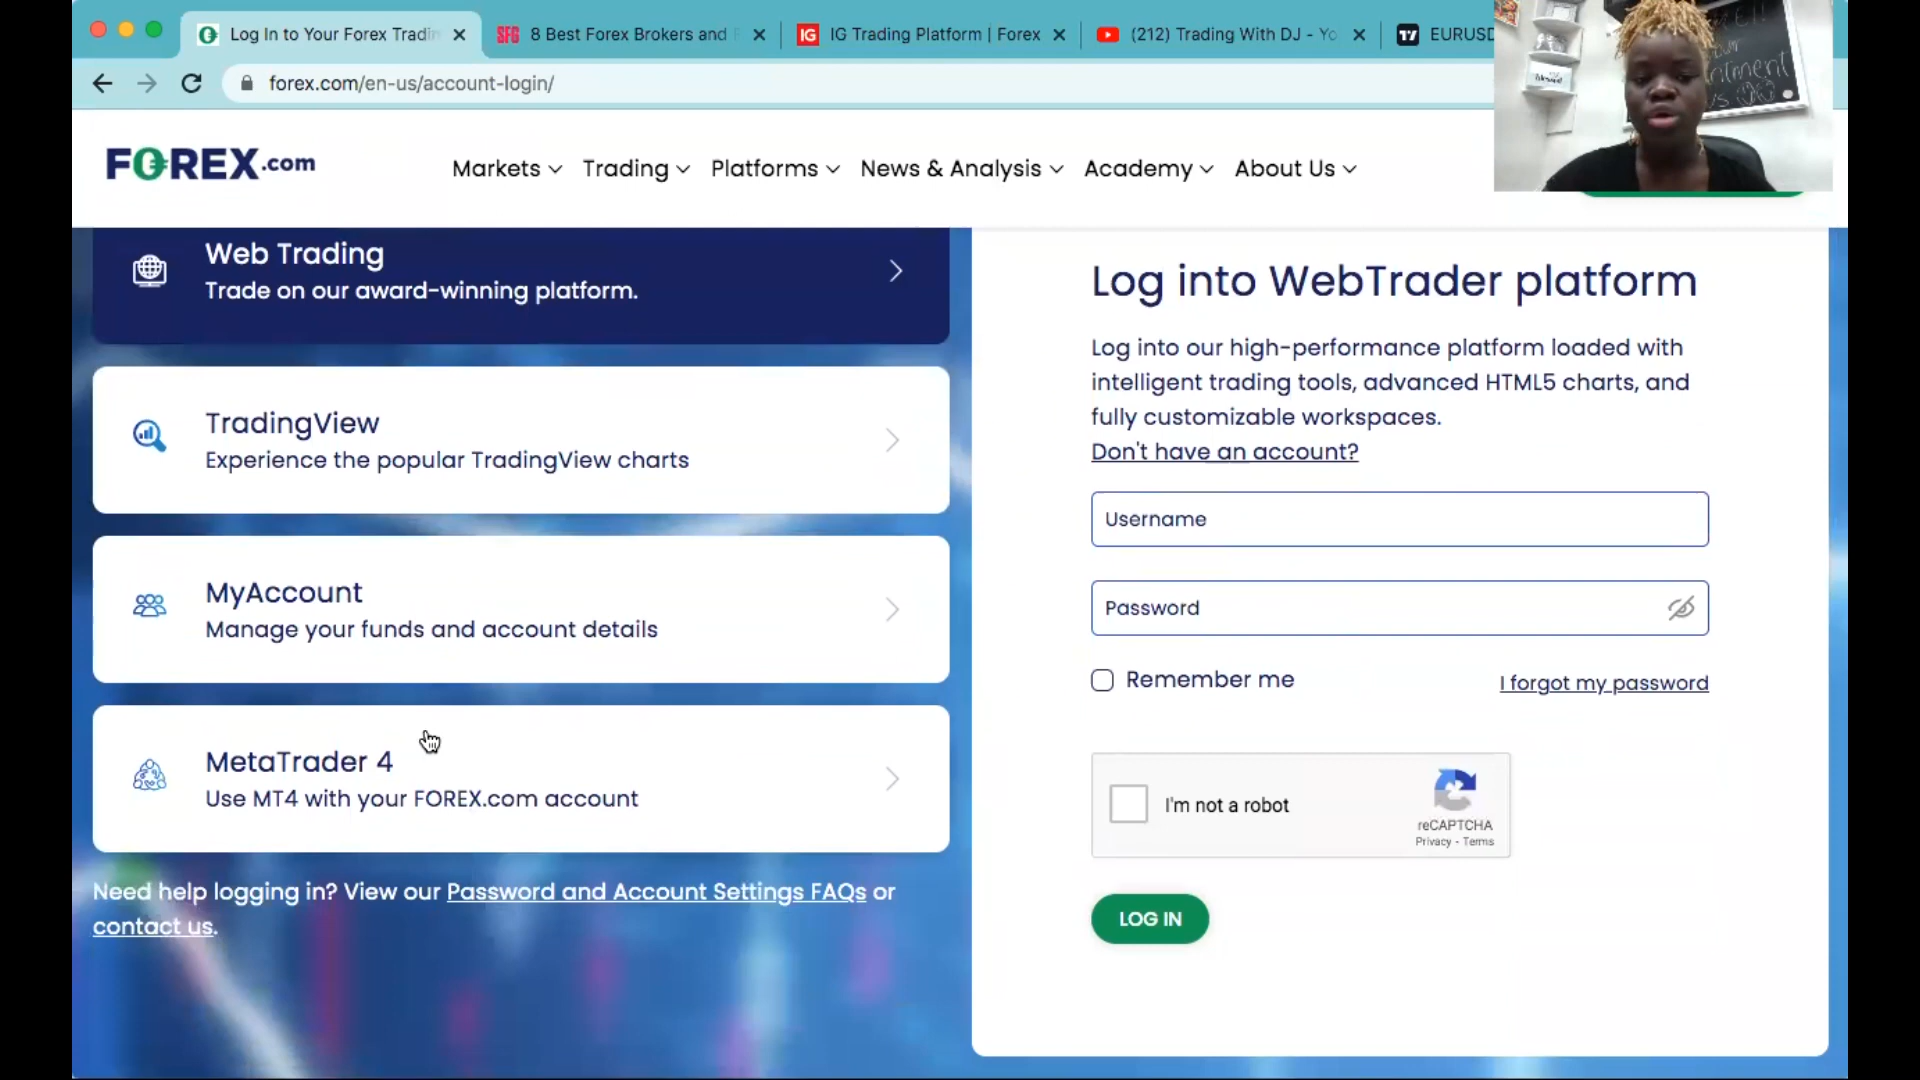 Log In to Your Forex Tradin
SFG 8 Best Forex Brokers and F
IG IG Trading Platform | Forex
(212) Trading With DJ - Yo
EURUSD
forex.com/en-us/account-login/
FOREX.com
Markets
Trading
Platforms
News & Analysis
Academy
About Us
Web Trading
Trade on our award-winning platform.
TradingView
Experience the popular TradingView charts
MyAccount
Manage your funds and account details
MetaTrader 4
Use MT4 with your FOREX.com account
Need help logging in? View our Password and Account Settings FAQs or
contact us.
Log into WebTrader platform
Log into our high-performance platform loaded with
intelligent trading tools, advanced HTML5 charts, and
fully customizable workspaces.
Don't have an account?
Username
Password
Remember me
I forgot my password
I'm not a robot
reCAPTCHA
Privacy - Terms
LOG IN